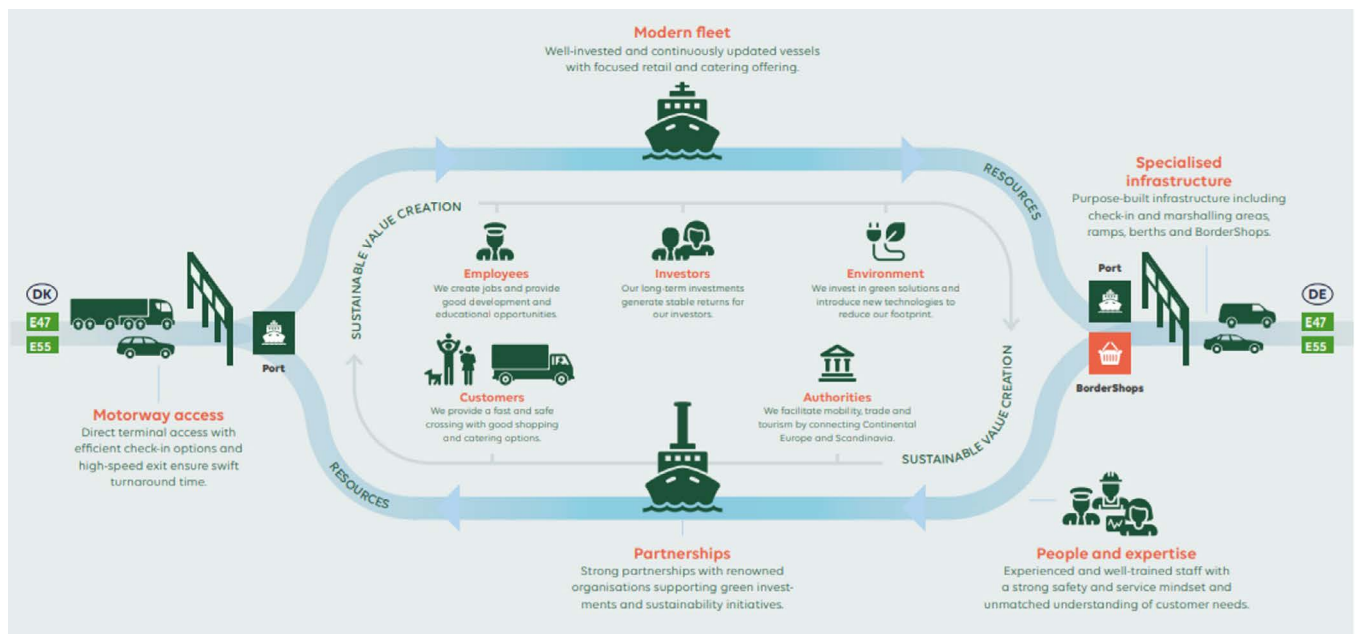 Modern fleet
Well-invested and continuously updated vessels
with focused retail and catering offering.
RESOURCES
Specialised
infrastructure
Purpose-built infrastructure including
check-in and marshalling areas,
ramps, berths and BorderShops.
SUSTAINABLE VALUE CREATION
Employees
We create jobs and provide
good development and
educational opportunities.
Investors
Our long-term investments
generate stable returns for
our investors.
Environment
We invest in green solutions and
introduce new technologies to
reduce our footprint.
DK
E47
E55
Port
Port
BorderShops
DE
E47
E55
Customers
We provide a fast and safe
crossing with good shopping
and catering options.
Authorities
We facilitate mobility, trade and
tourism by connecting Continental
Europe and Scandinavia.
SUSTAINABLE VALUE CREATION
Motorway access
Direct terminal access with
efficient check-in options and
high-speed exit ensure swift
turnaround time.
RESOURCES
Partnerships
Strong partnerships with renowned
organisations supporting green invest-
ments and sustainability initiatives.
People and expertise
Experienced and well-trained staff with
a strong safety and service mindset and
unmatched understanding of customer needs.